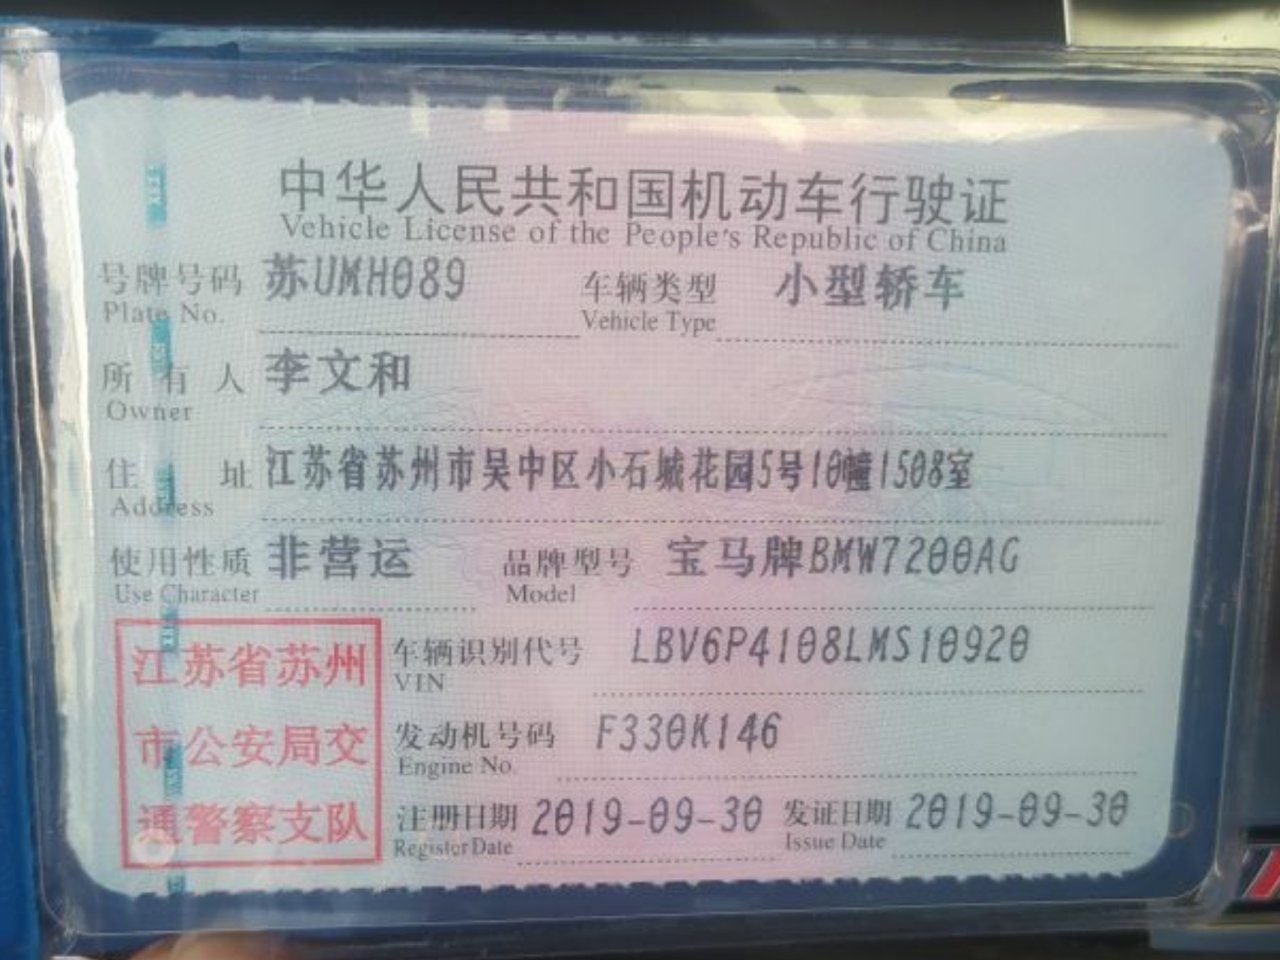 中华人民共和国机动车行驶证
Vehicle License of the People's Republic of China
号牌号码 苏UMH089 车辆类型 小型轿车
Plate No. Vehicle Type
所有人 李文和
Owner
住址 江苏省苏州市吴中区小石城花园5号10幢1508室
Address
使用性质 非营运 品牌型号 宝马牌BMW7200AG
Use Character Model
江苏省苏州
市公安局交
通警察支队
车辆识别代号 LBV6P4108LMS10920
VIN
发动机号码 F330K146
Engine No.
注册日期 2019-09-30 发证日期 2019-09-30
Register Date Issue Date